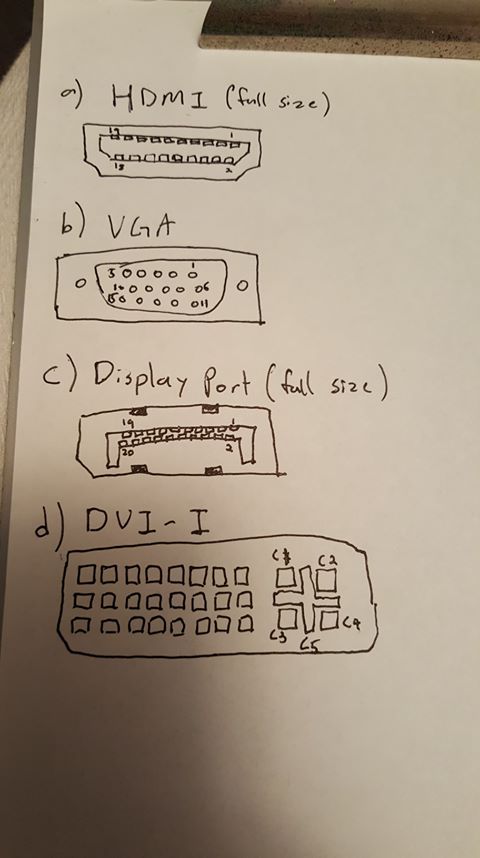 a) HDMI (full size)
19 1
18 2
b) VGA
5 1
10 6
15 11
c) Display Port (full size)
19 1
20 2
d) DVI-I
C1 C2
C3 C5 C4